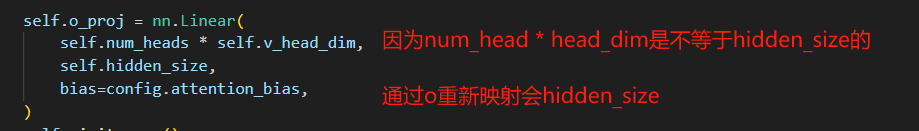 self.o_proj = nn.Linear(
self.num_heads * self.v_head_dim, 因为num_head * head_dim是不等于hidden_size的
self.hidden_size,
bias=config.attention_bias, 通过o重新映射会hidden_size
)